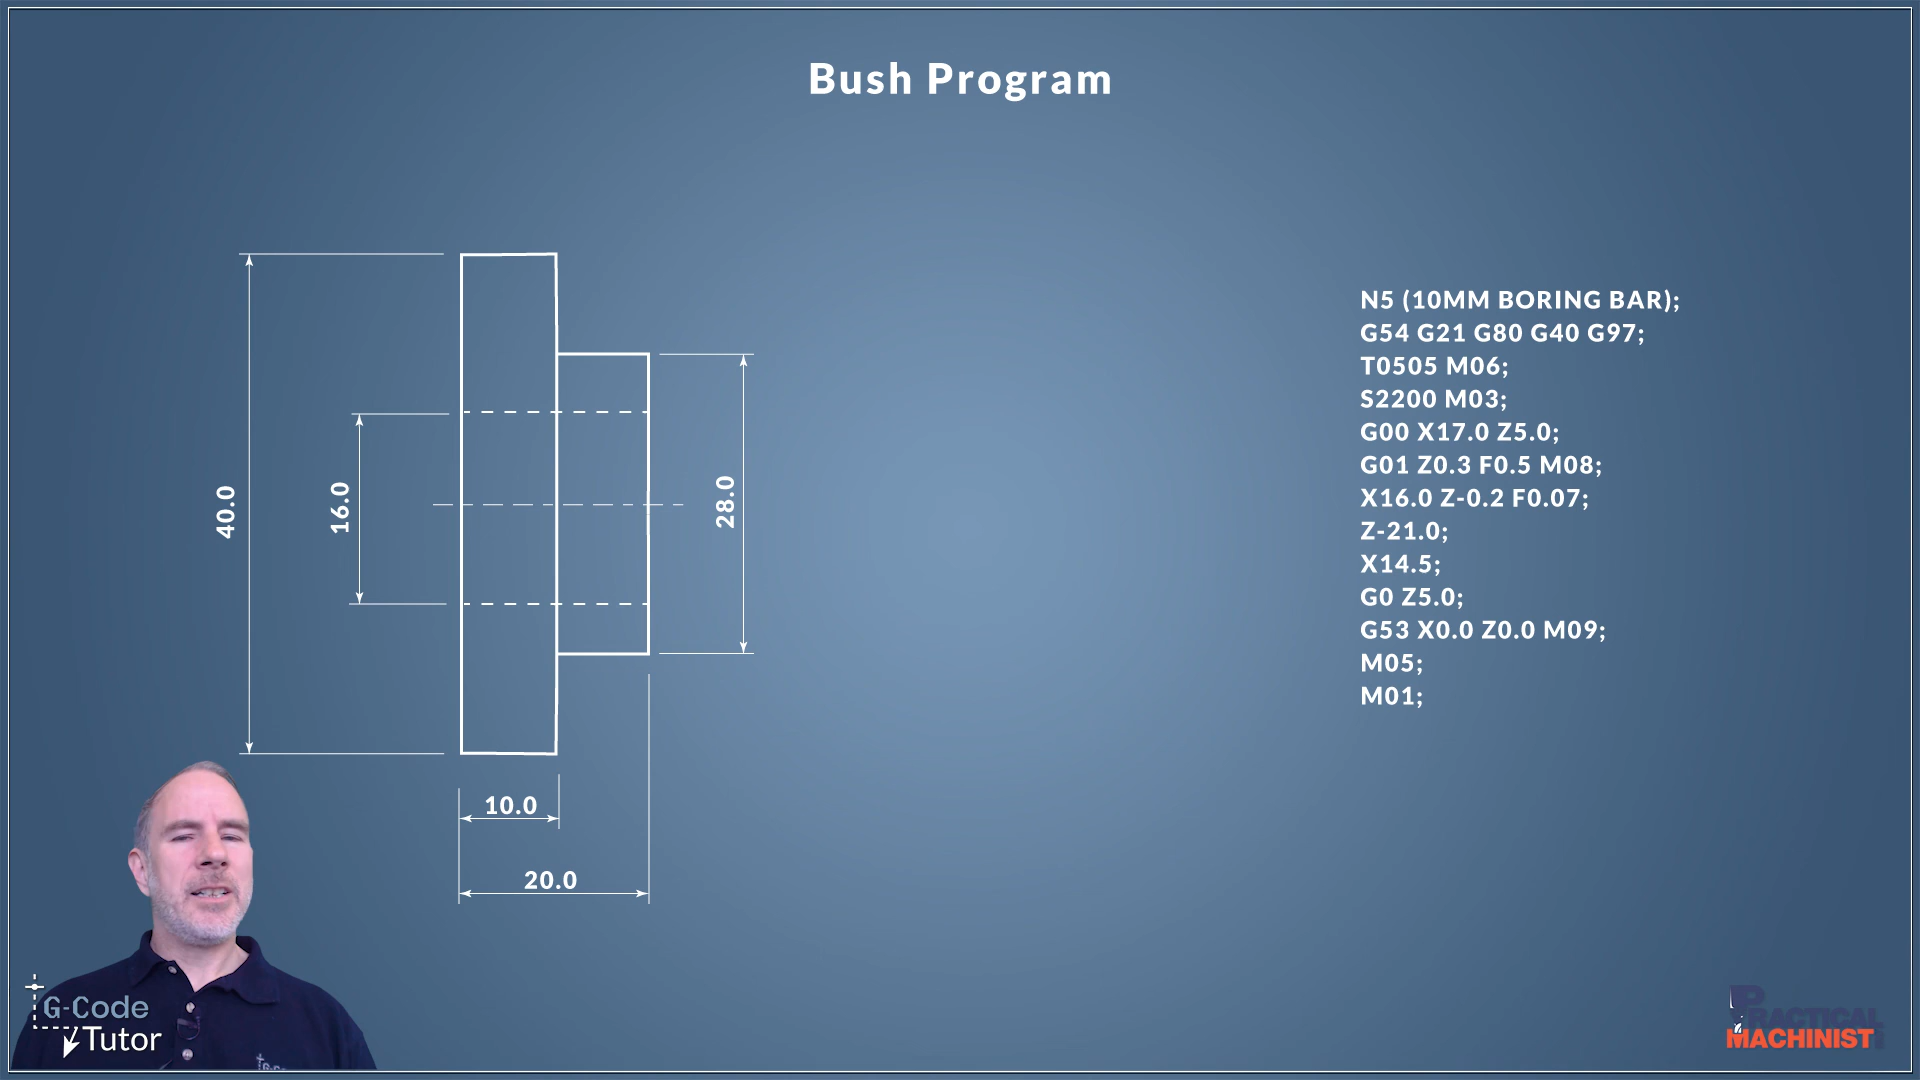 Bush Program
N5 (10MM BORING BAR);
G54 G21 G80 G40 G97;
T0505 M06;
S2200 M03;
G00 X17.0 Z5.0;
G01 Z0.3 F0.5 M08;
X16.0 Z-0.2 F0.07;
Z-21.0;
X14.5;
G0 Z5.0;
G53 X0.0 Z0.0 M09;
M05;
M01;
40.0
16.0
28.0
10.0
20.0
G-Code
Tutor
PRACTICAL
MACHINIST